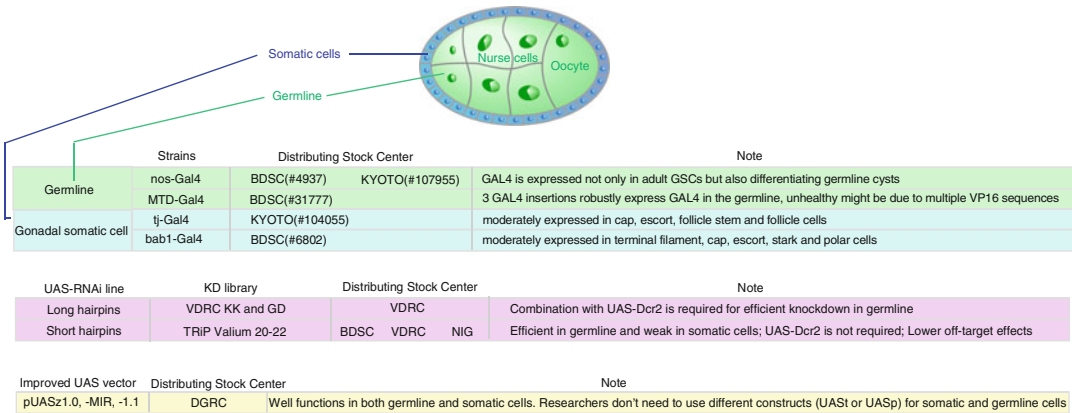 Somatic cells
Nurse cells
Oocyte
Germline
Strains Distributing Stock Center Note
Germline
nos-Gal4 BDSC(#4937) KYOTO(#107955) GAL4 is expressed not only in adult GSCs but also differentiating germline cysts
MTD-Gal4 BDSC(#31777) 3 GAL4 insertions robustly express GAL4 in the germline, unhealthy might be due to multiple VP16 sequences
Gonadal somatic cell
tj-Gal4 KYOTO(#104055) moderately expressed in cap, escort, follicle stem and follicle cells
bab1-Gal4 BDSC(#6802) moderately expressed in terminal filament, cap, escort, stark and polar cells
UAS-RNAi line KD library Distributing Stock Center Note
Long hairpins VDRC KK and GD VDRC Combination with UAS-Dcr2 is required for efficient knockdown in germline
Short hairpins TRiP Valium 20-22 BDSC VDRC NIG Efficient in germline and weak in somatic cells; UAS-Dcr2 is not required; Lower off-target effects
Improved UAS vector Distributing Stock Center Note
pUASz1.0, -MIR, -1.1 DGRC Well functions in both germline and somatic cells. Researchers don't need to use different constructs (UASt or UASp) for somatic and germline cells